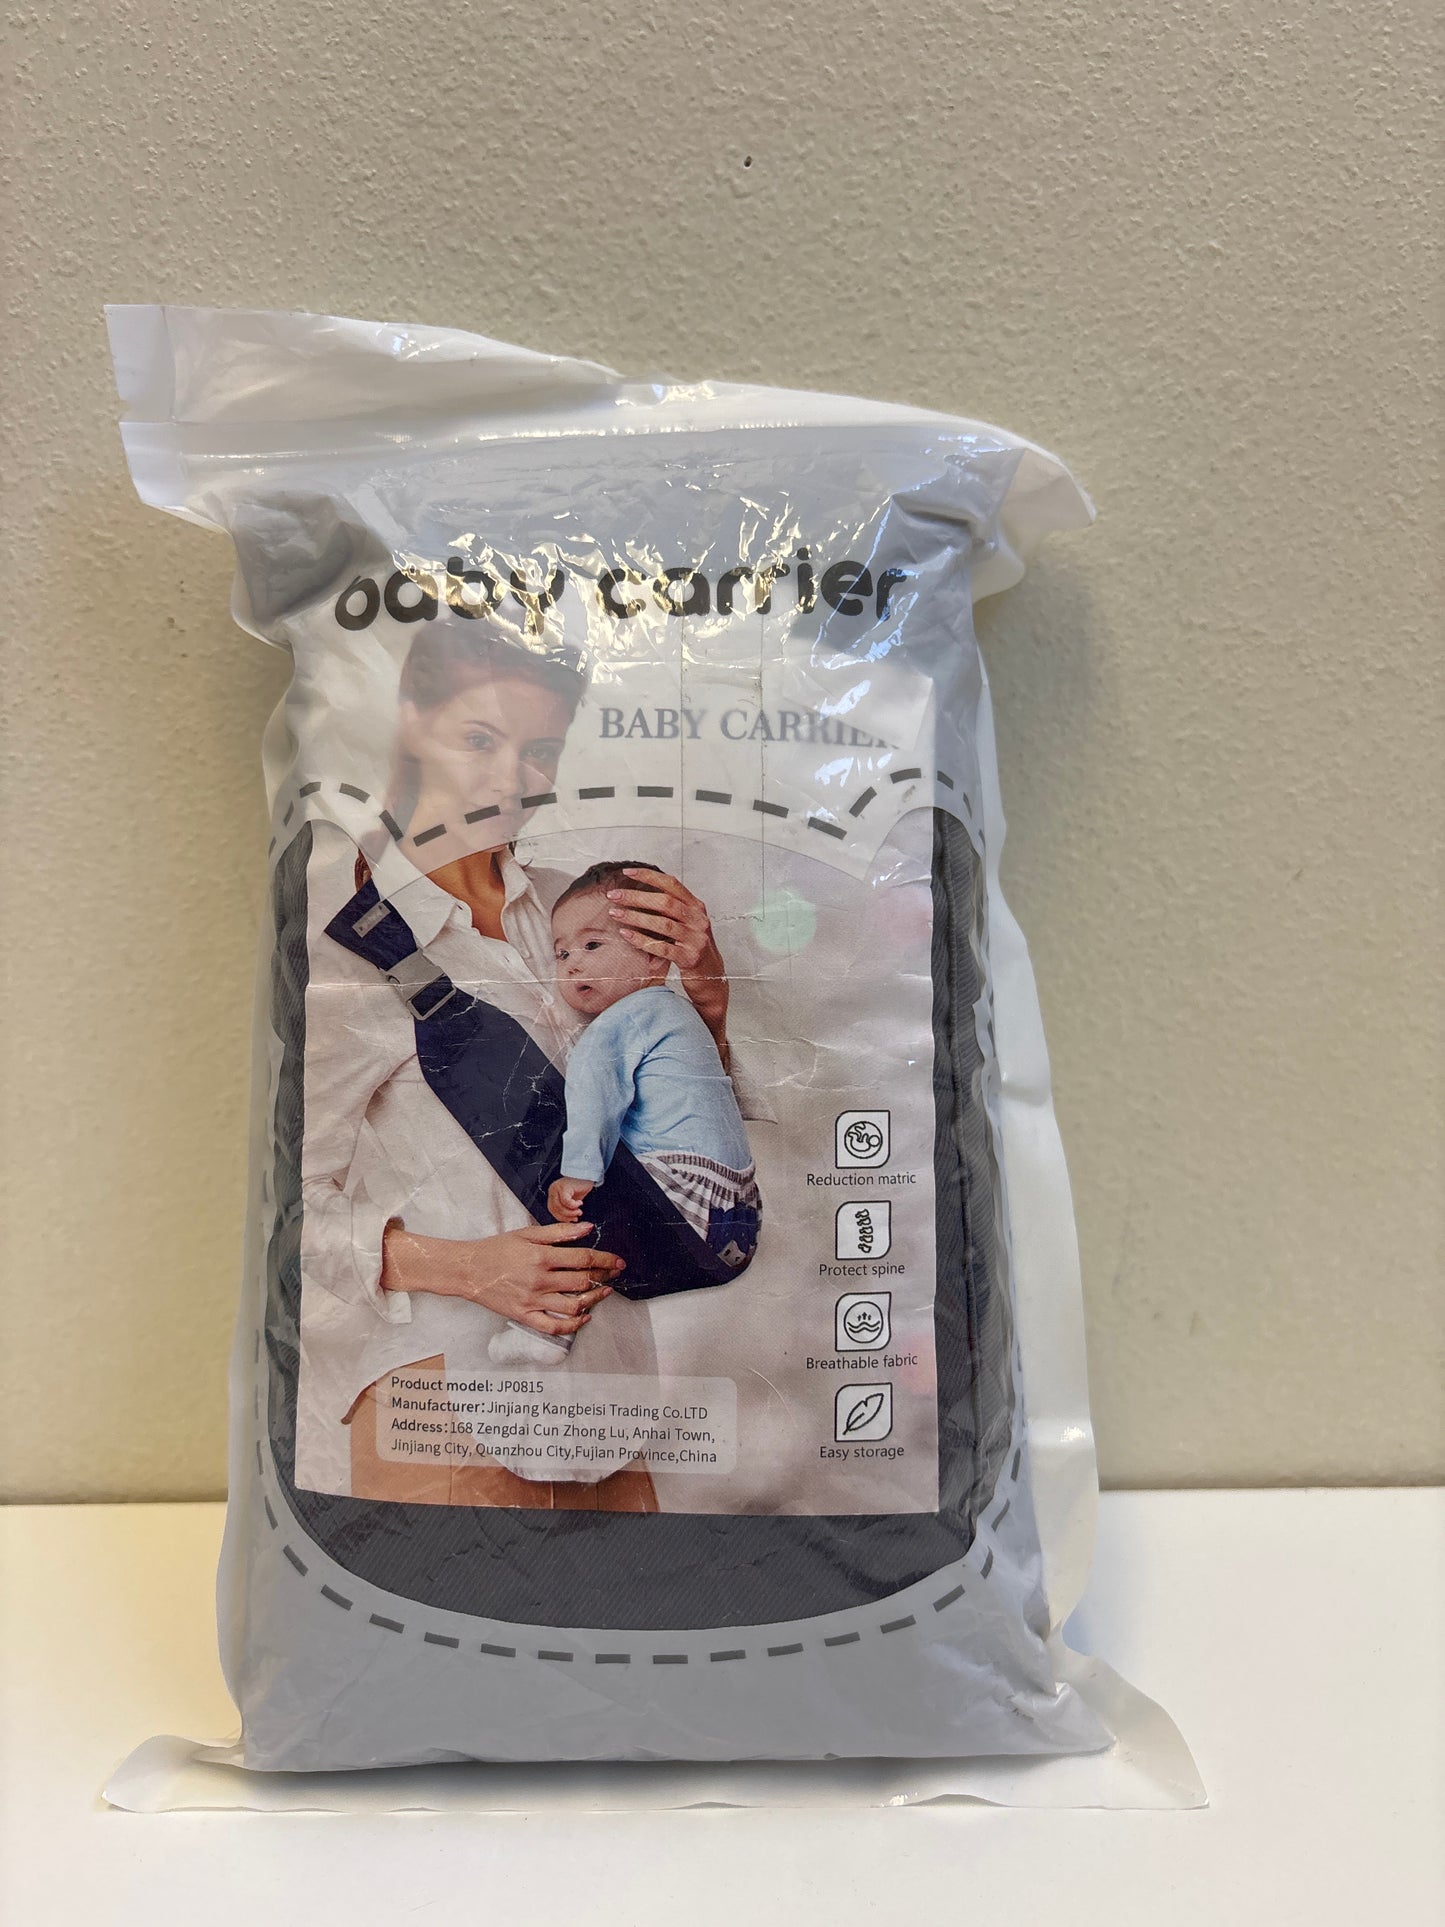 baby carrier
BABY CARRIER
Reduction matric
Protect spine
Breathable fabric
Easy storage
Product model: JP0815
Manufacturer: Jinjiang Kangbeisi Trading Co.LTD
Address: 168 Zengdai Cun Zhong Lu, Anhai Town,
Jinjiang City, Quanzhou City,Fujian Province,China